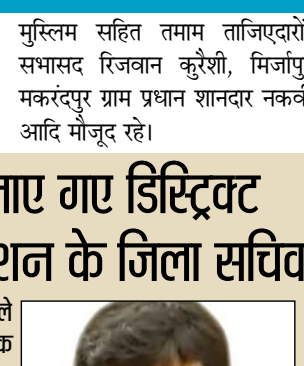 मुस्लिम सहित तमाम ताजिएदारों
सभासद रिजवान कुरैशी, मिर्जापु
मकरंदपुर ग्राम प्रधान शानदार नकवी
आदि मौजूद रहे।
नाए गए डिस्ट्रिक्ट
शन के जिला सचिव
ले
क